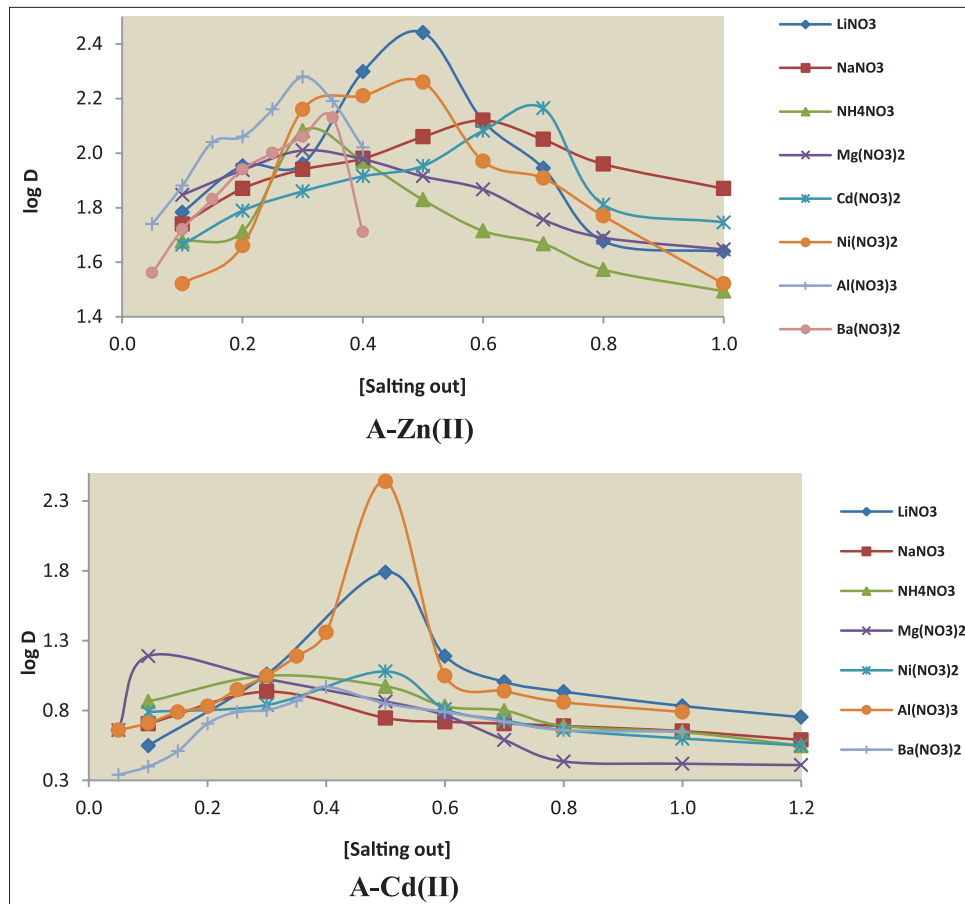 log D
2.4
2.2
2.0
1.8
1.6
1.4
0.0 0.2 0.4 0.6 0.8 1.0
[Salting out]
LiNO3
NaNO3
NH4NO3
Mg(NO3)2
Cd(NO3)2
Ni(NO3)2
Al(NO3)3
Ba(NO3)2
A-Zn(II)
log D
2.3
1.8
1.3
0.8
0.3
0.0 0.2 0.4 0.6 0.8 1.0 1.2
[Salting out]
LiNO3
NaNO3
NH4NO3
Mg(NO3)2
Ni(NO3)2
Al(NO3)3
Ba(NO3)2
A-Cd(II)